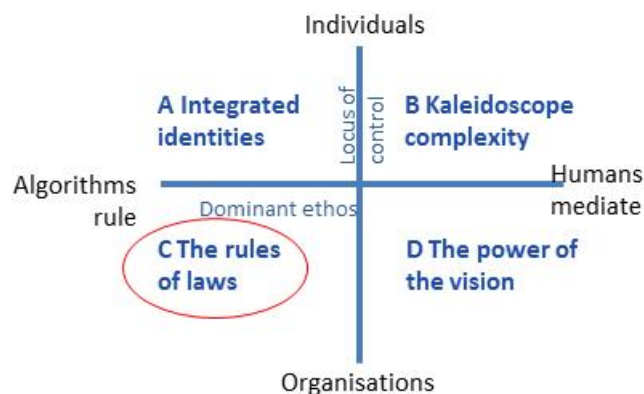 Individuals
A Integrated
identities
Locus of
control
B Kaleidoscope
complexity
Algorithms
rule
Humans
mediate
Dominant ethos
C The rules
of laws
D The power of
the vision
Organisations